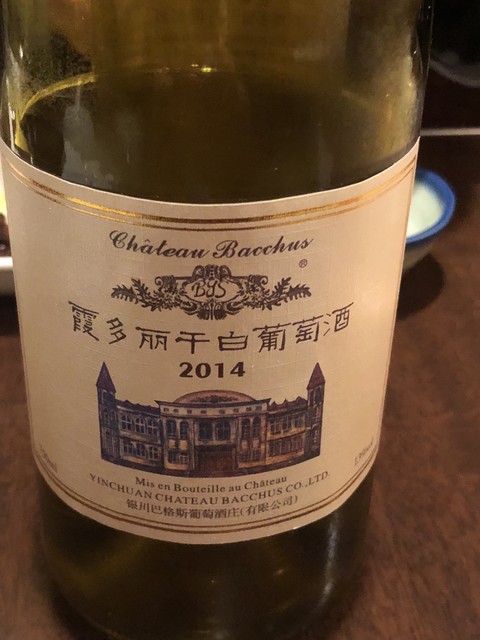 Château Bacchus
®
BYS
霞多丽干白葡萄酒
2014
Mis en Bouteille au Château
YINCHUAN CHATEAU BACCHUS CO.,LTD.
银川巴格斯葡萄酒庄(有限公司)